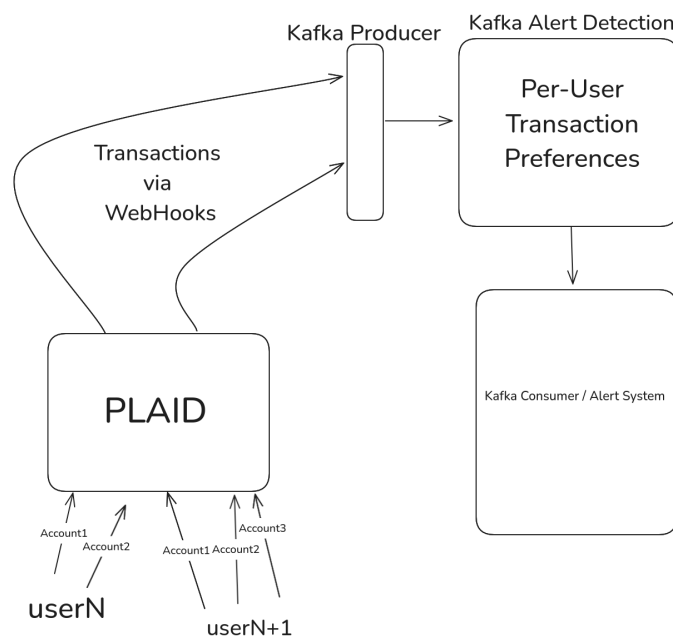 Kafka Producer
Kafka Alert Detection
Per-User
Transaction
Preferences
Transactions
via
WebHooks
PLAID
Kafka Consumer / Alert System
Account1
Account2
Account1
Account2
Account3
userN
userN+1